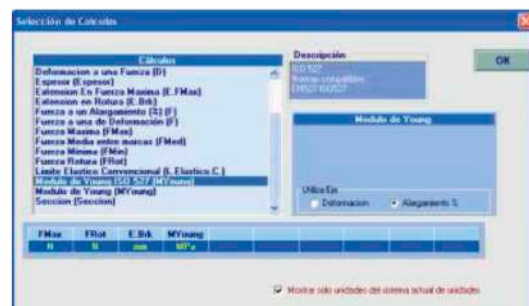 Selección de Calculos
Cálculos
Deformacion a una Fuerza (D)
Espesor (Espesor)
Extension En Fuerza Maxima (E.FMax)
Extension en Rotura (E.Brk)
Fuerza a un Alargamiento (%) (F)
Fuerza a una de Deformación (F)
Fuerza Maxima (FMax)
Fuerza Media entre marcas (FMed)
Fuerza Minima (FMin)
Fuerza Rotura (FRot)
Limite Elastico Convencional (L.Elastico C.)
Modulo de Young ISO 527 (MYoung)
Modulo de Young (MYoung)
Seccion (Seccion)
Descripción
ISO 527
Normas compatibles
OK
Modulo de Young
Utiliza Eje
Deformacion
Alargamiento %
FMax FRot E.Brk MYoung
N N mm MPa
Mostrar solo unidades del sistema actual de unidades